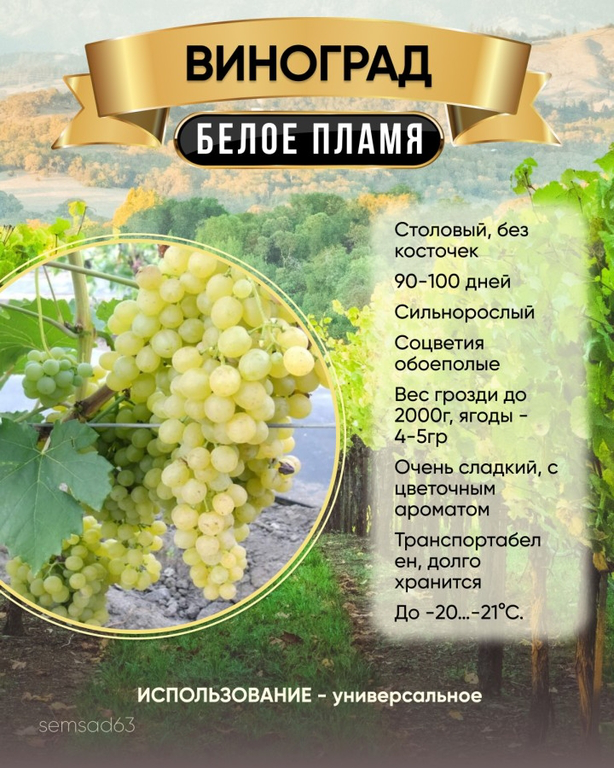 ВИНОГРАД
БЕЛОЕ ПЛАМЯ
Столовый, без
косточек
90-100 дней
Сильнорослый
Соцветия
обоеполые
Вес грозди до
2000г, ягоды -
4-5гр
Очень сладкий, с
цветочным
ароматом
Транспортабел
ен, долго
хранится
До -20...-21°C.
ИСПОЛЬЗОВАНИЕ - универсальное
semsad63